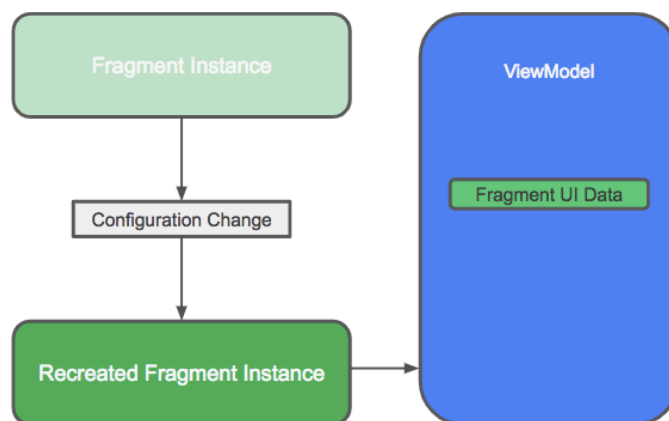 Fragment Instance
ViewModel
Fragment UI Data
Configuration Change
Recreated Fragment Instance